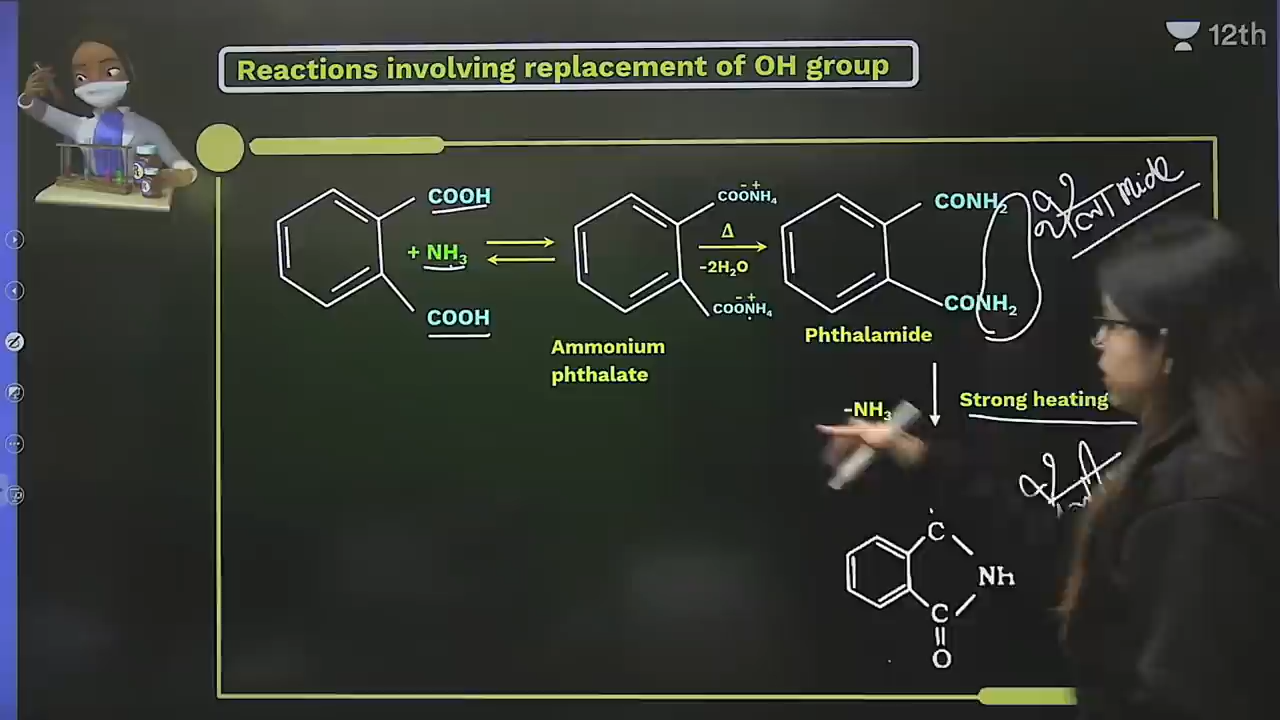 12th
Reactions involving replacement of OH group
COOH
+ NH3
COOH
COONH4
- +
COONH4
- +
Ammonium
phthalate
Δ
-2H2O
CONH2
CONH2
Phthalamide
-NH3
Strong heating
C
Nh
C
O